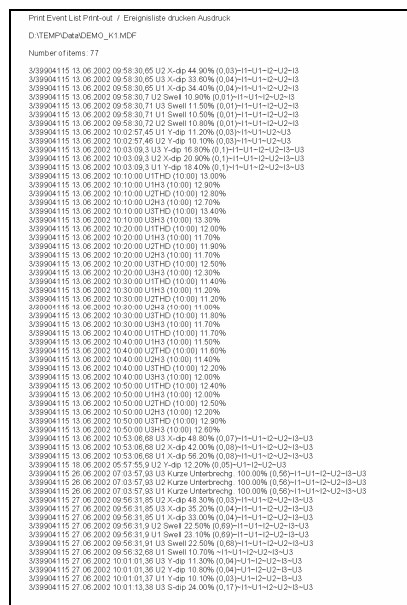 Print Event List Print-out / Ereignisliste drucken Ausdruck
D:\TEMP\Data\DEMO_K1.MDF
Number of items: 77
3/39904115 13.06.2002 09:58:30,65 U2 X-dip 44.90% (0,03)~I1~U1~I2~U2~I3
3/39904115 13.06.2002 09:58:30,65 U3 X-dip 33.60% (0,04)~I1~U1~I2~U2~I3
3/39904115 13.06.2002 09:58:30,65 U1 X-dip 34.40% (0,04)~I1~U1~I2~U2~I3
3/39904115 13.06.2002 09:58:30,7 U2 Swell 10.90% (0,01)~I1~U1~I2~U2~I3
3/39904115 13.06.2002 09:58:30,71 U3 Swell 11.50% (0,01)~I1~U1~I2~U2~I3
3/39904115 13.06.2002 09:58:30,71 U1 Swell 10.50% (0,01)~I1~U1~I2~U2~I3
3/39904115 13.06.2002 09:58:30,72 U2 Swell 10.80% (0,01)~I1~U1~I2~U2~I3
3/39904115 13.06.2002 10:02:57,45 U1 Y-dip 11.20% (0,03)~I1~U1~U2~U3
3/39904115 13.06.2002 10:02:57,46 U2 Y-dip 10.10% (0,03)~I1~U1~U2~U3
3/39904115 13.06.2002 10:03:09,3 U3 Y-dip 16.80% (0,1)~I1~U1~I2~U2~I3~U3
3/39904115 13.06.2002 10:03:09,3 U2 X-dip 20.90% (0,1)~I1~U1~I2~U2~I3~U3
3/39904115 13.06.2002 10:03:09,3 U1 Y-dip 18.40% (0,1)~I1~U1~I2~U2~I3~U3
3/39904115 13.06.2002 10:10:00 U1THD (10:00) 13.00%
3/39904115 13.06.2002 10:10:00 U1H3 (10:00) 12.90%
3/39904115 13.06.2002 10:10:00 U2THD (10:00) 12.80%
3/39904115 13.06.2002 10:10:00 U2H3 (10:00) 12.70%
3/39904115 13.06.2002 10:10:00 U3THD (10:00) 13.40%
3/39904115 13.06.2002 10:10:00 U3H3 (10:00) 13.30%
3/39904115 13.06.2002 10:20:00 U1THD (10:00) 12.00%
3/39904115 13.06.2002 10:20:00 U1H3 (10:00) 11.70%
3/39904115 13.06.2002 10:20:00 U2THD (10:00) 11.90%
3/39904115 13.06.2002 10:20:00 U2H3 (10:00) 11.70%
3/39904115 13.06.2002 10:20:00 U3THD (10:00) 12.50%
3/39904115 13.06.2002 10:20:00 U3H3 (10:00) 12.30%
3/39904115 13.06.2002 10:30:00 U1THD (10:00) 11.40%
3/39904115 13.06.2002 10:30:00 U1H3 (10:00) 11.20%
3/39904115 13.06.2002 10:30:00 U2THD (10:00) 11.20%
3/39904115 13.06.2002 10:30:00 U2H3 (10:00) 11.00%
3/39904115 13.06.2002 10:30:00 U3THD (10:00) 11.80%
3/39904115 13.06.2002 10:30:00 U3H3 (10:00) 11.70%
3/39904115 13.06.2002 10:40:00 U1THD (10:00) 11.70%
3/39904115 13.06.2002 10:40:00 U1H3 (10:00) 11.50%
3/39904115 13.06.2002 10:40:00 U2THD (10:00) 11.60%
3/39904115 13.06.2002 10:40:00 U2H3 (10:00) 11.40%
3/39904115 13.06.2002 10:40:00 U3THD (10:00) 12.20%
3/39904115 13.06.2002 10:40:00 U3H3 (10:00) 12.00%
3/39904115 13.06.2002 10:50:00 U1THD (10:00) 12.40%
3/39904115 13.06.2002 10:50:00 U1H3 (10:00) 12.00%
3/39904115 13.06.2002 10:50:00 U2THD (10:00) 12.50%
3/39904115 13.06.2002 10:50:00 U2H3 (10:00) 12.20%
3/39904115 13.06.2002 10:50:00 U3THD (10:00) 12.90%
3/39904115 13.06.2002 10:50:00 U3H3 (10:00) 12.60%
3/39904115 13.06.2002 10:53:06,68 U3 X-dip 48.80% (0,07)~I1~U1~I2~U2~I3~U3
3/39904115 13.06.2002 10:53:06,68 U2 X-dip 42.00% (0,08)~I1~U1~I2~U2~I3~U3
3/39904115 13.06.2002 10:53:06,68 U1 X-dip 56.20% (0,08)~I1~U1~I2~U2~I3~U3
3/39904115 18.06.2002 05:57:55,9 U2 Y-dip 12.20% (0,05)~U1~I2~U2~U3
3/39904115 26.06.2002 07:03:57,93 U3 Kurze Unterbrechg. 100.00% (0,56)~I1~U1~I2~U2~I3~U3
3/39904115 26.06.2002 07:03:57,93 U2 Kurze Unterbrechg. 100.00% (0,56)~I1~U1~I2~U2~I3~U3
3/39904115 26.06.2002 07:03:57,93 U1 Kurze Unterbrechg. 100.00% (0,56)~I1~U1~I2~U2~I3~U3
3/39904115 27.06.2002 09:56:31,85 U2 X-dip 48.30% (0,03)~I1~U1~I2~U2~I3~U3
3/39904115 27.06.2002 09:56:31,85 U3 X-dip 35.20% (0,04)~I1~U1~I2~U2~I3~U3
3/39904115 27.06.2002 09:56:31,85 U1 X-dip 33.00% (0,04)~I1~U1~I2~U2~I3~U3
3/39904115 27.06.2002 09:56:31,9 U2 Swell 22.50% (0,69)~I1~U1~I2~U2~I3~U3
3/39904115 27.06.2002 09:56:31,9 U1 Swell 23.10% (0,69)~I1~U1~I2~U2~I3~U3
3/39904115 27.06.2002 09:56:31,91 U3 Swell 22.50% (0,68)~I1~U1~I2~U2~I3~U3
3/39904115 27.06.2002 09:56:32,68 U1 Swell 10.70% ~I1~U1~I2~U2~I3~U3
3/39904115 27.06.2002 10:01:01,36 U3 Y-dip 11.30% (0,04)~U1~I2~U2~I3~U3
3/39904115 27.06.2002 10:01:01,36 U2 Y-dip 10.80% (0,04)~U1~I2~U2~I3~U3
3/39904115 27.06.2002 10:01:01,37 U1 Y-dip 10.10% (0,03)~U1~I2~U2~I3~U3
3/39904115 27.06.2002 10:01:13,38 U3 S-dip 24.00% (0,17)~I1~U1~I2~U2~I3~U3